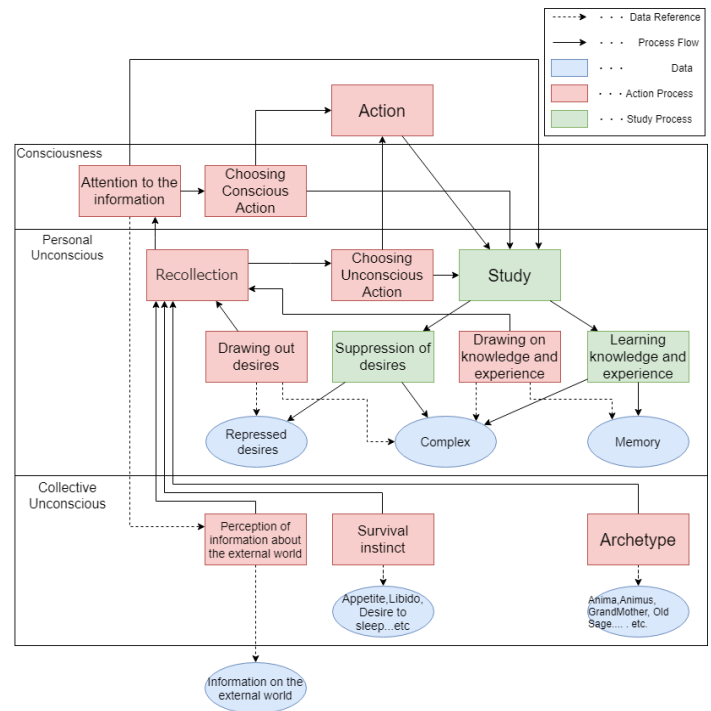 · · · Data Reference
· · · Process Flow
· · · Data
· · · Action Process
· · · Study Process
Action
Consciousness
Attention to the
information
Choosing
Conscious
Action
Personal
Unconscious
Recollection
Choosing
Unconscious
Action
Study
Drawing out
desires
Suppression of
desires
Drawing on
knowledge and
experience
Learning
knowledge and
experience
Repressed
desires
Complex
Memory
Collective
Unconscious
Perception of
information about
the external world
Survival
instinct
Archetype
Appetite,Libido,
Desire to
sleep...etc
Anima,Animus,
GrandMother, Old
Sage.... . etc.
Information on the
external world